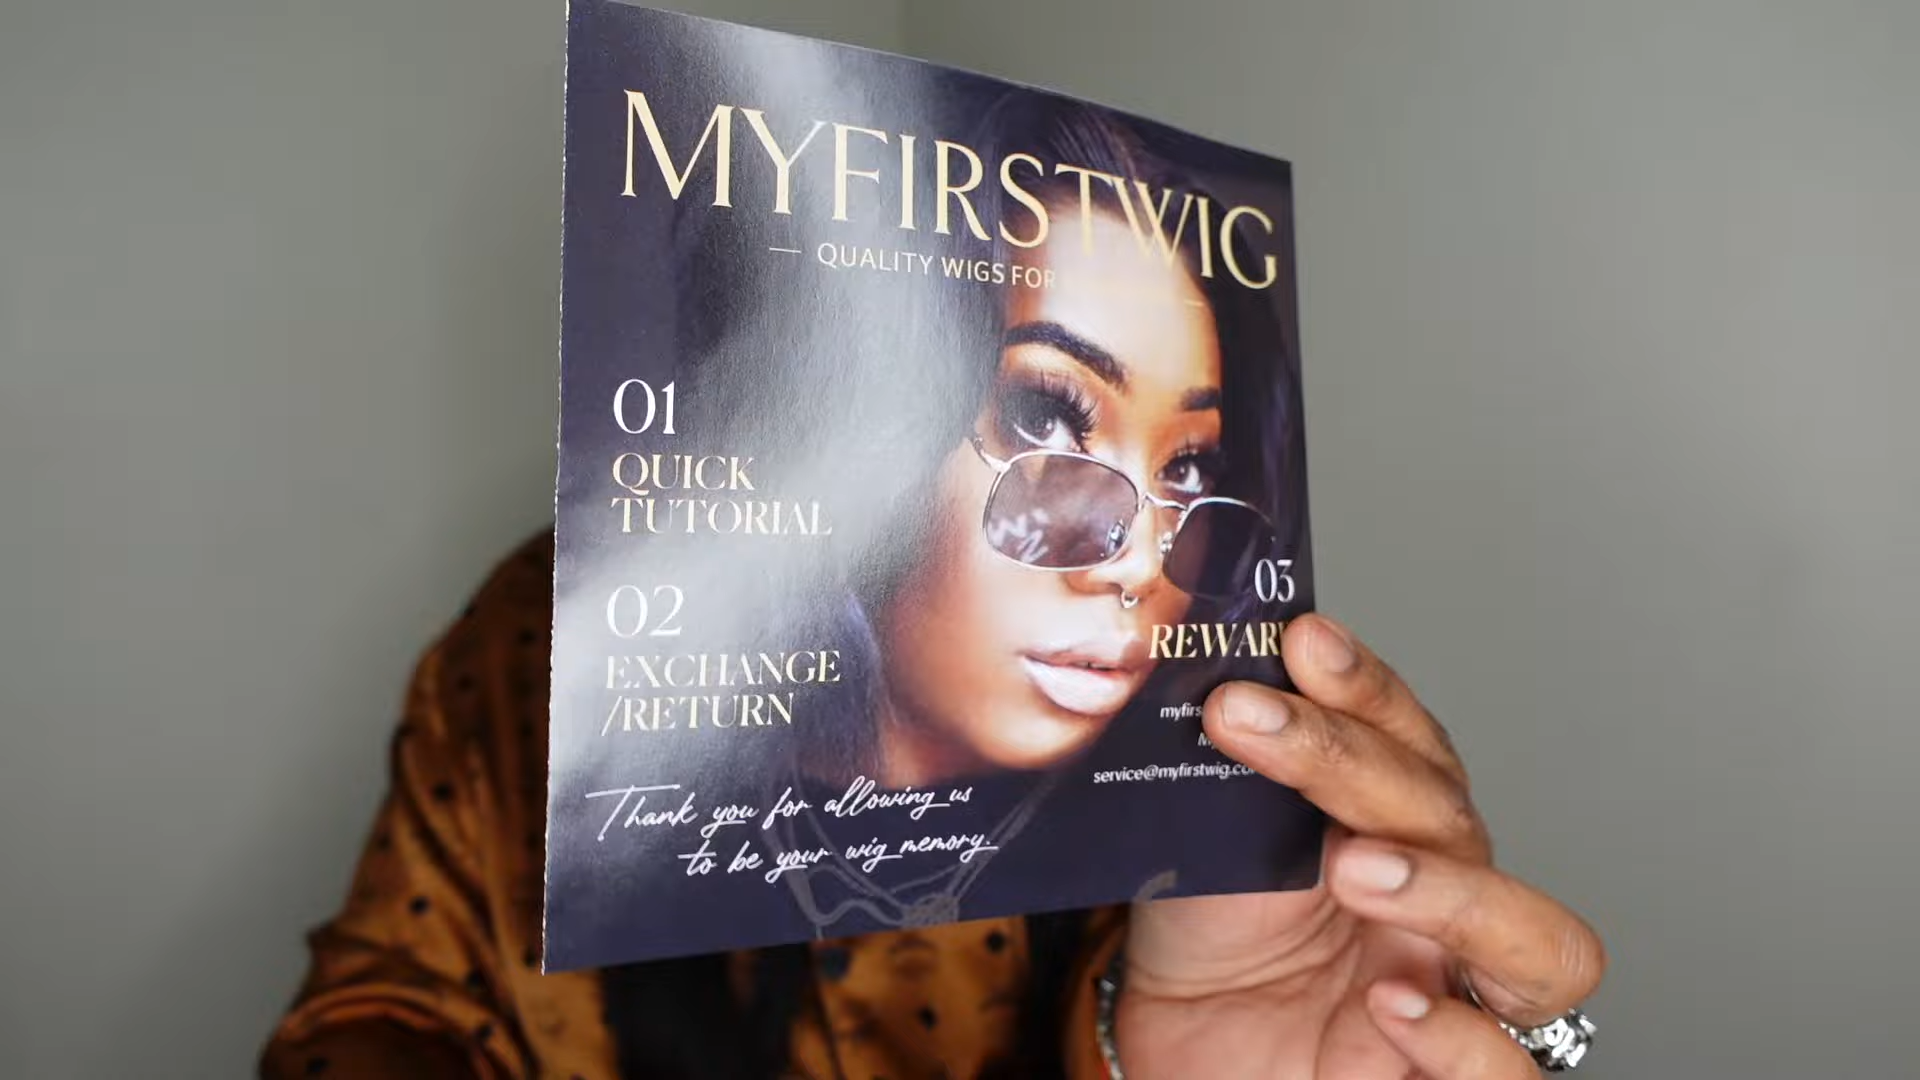 MYFIRSTWIG
— QUALITY WIGS FOR
01
QUICK
TUTORIAL
02
EXCHANGE
/RETURN
03
Thank you for allowing us
to be your wig memory.